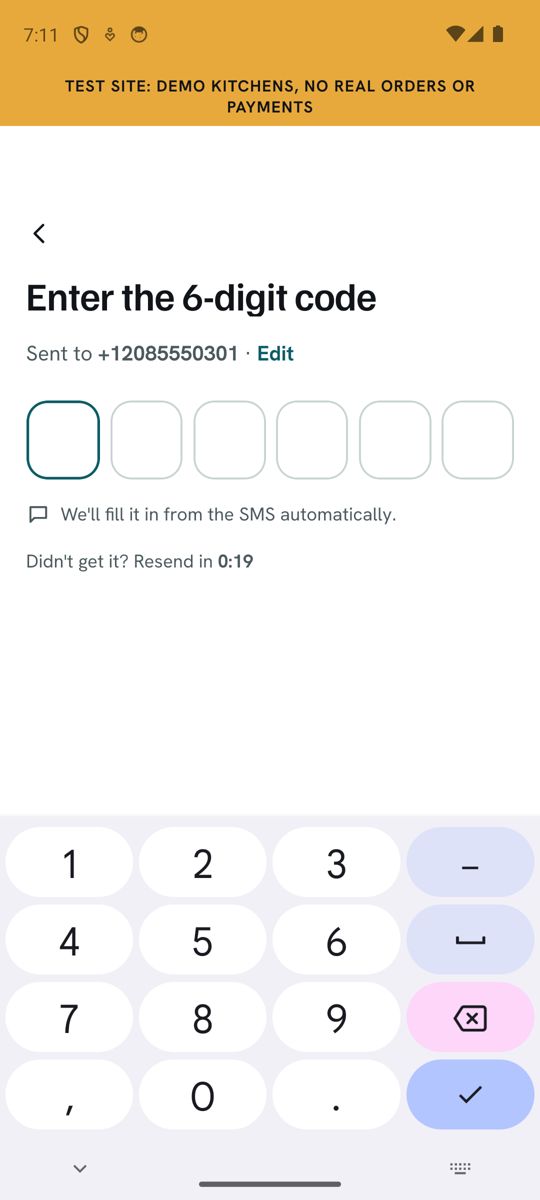 7:11
TEST SITE: DEMO KITCHENS, NO REAL ORDERS OR
PAYMENTS
Enter the 6-digit code
Sent to +12085550301 · Edit
We'll fill it in from the SMS automatically.
Didn't get it? Resend in 0:19
1 2 3 –
4 5 6
7 8 9
, 0 .